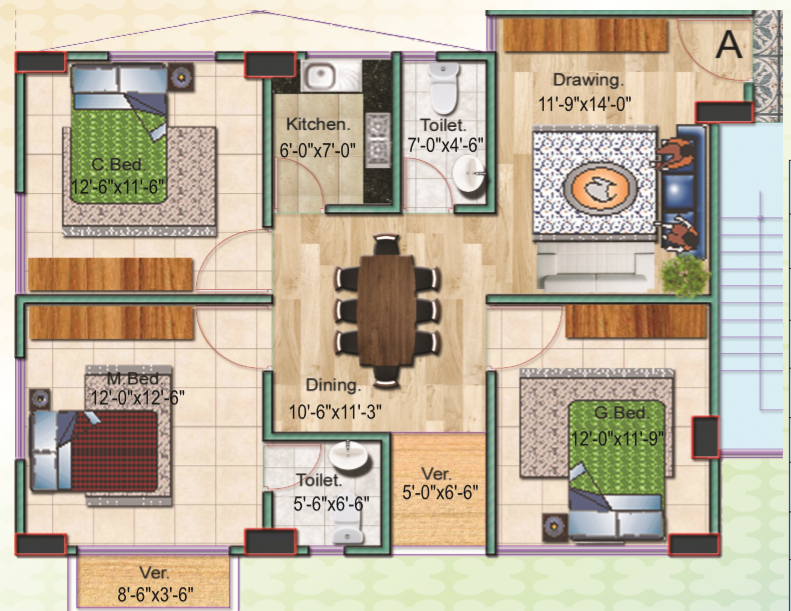 A
Drawing.
11'-9"x14'-0"
Kitchen.
6'-0"x7'-0"
Toilet.
7'-0"x4'-6"
C.Bed
12'-6"x11'-6"
M.Bed
12'-0"x12'-6"
Dining.
10'-6"x11'-3"
G.Bed.
12'-0"x11'-9"
Toilet.
5'-6"x6'-6"
Ver.
5'-0"x6'-6"
Ver.
8'-6"x3'-6"